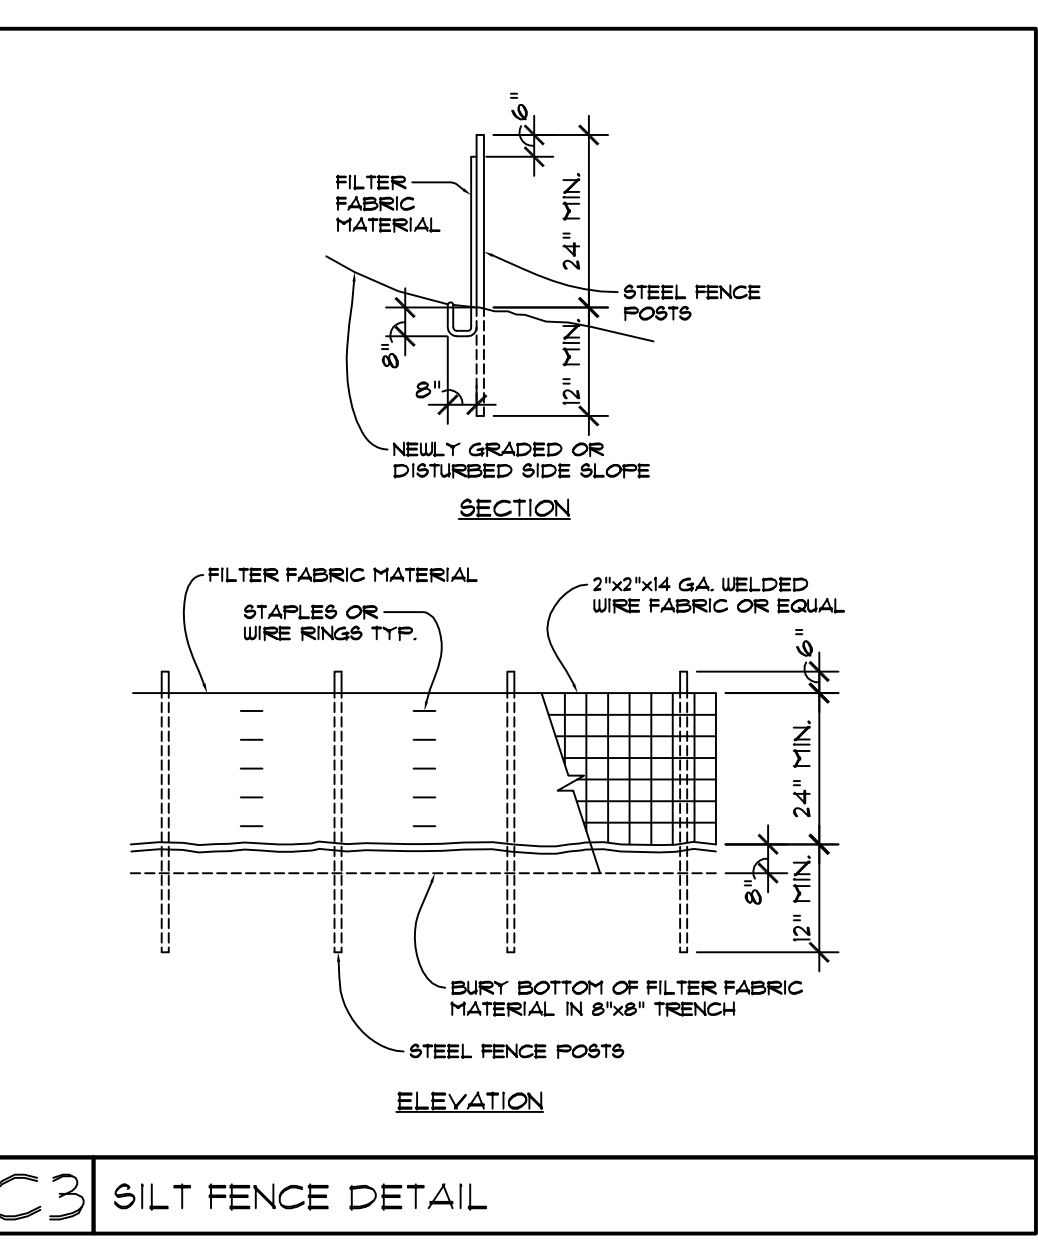 6"
FILTER
FABRIC
MATERIAL
24" MIN.
STEEL FENCE
POSTS
12" MIN.
8"
8"
NEWLY GRADED OR
DISTURBED SIDE SLOPE
SECTION
FILTER FABRIC MATERIAL
STAPLES OR
WIRE RINGS TYP.
2"x2"x14 GA. WELDED
WIRE FABRIC OR EQUAL
6"
24" MIN.
8"
12" MIN.
BURY BOTTOM OF FILTER FABRIC
MATERIAL IN 8"x8" TRENCH
STEEL FENCE POSTS
ELEVATION
C3
SILT FENCE DETAIL